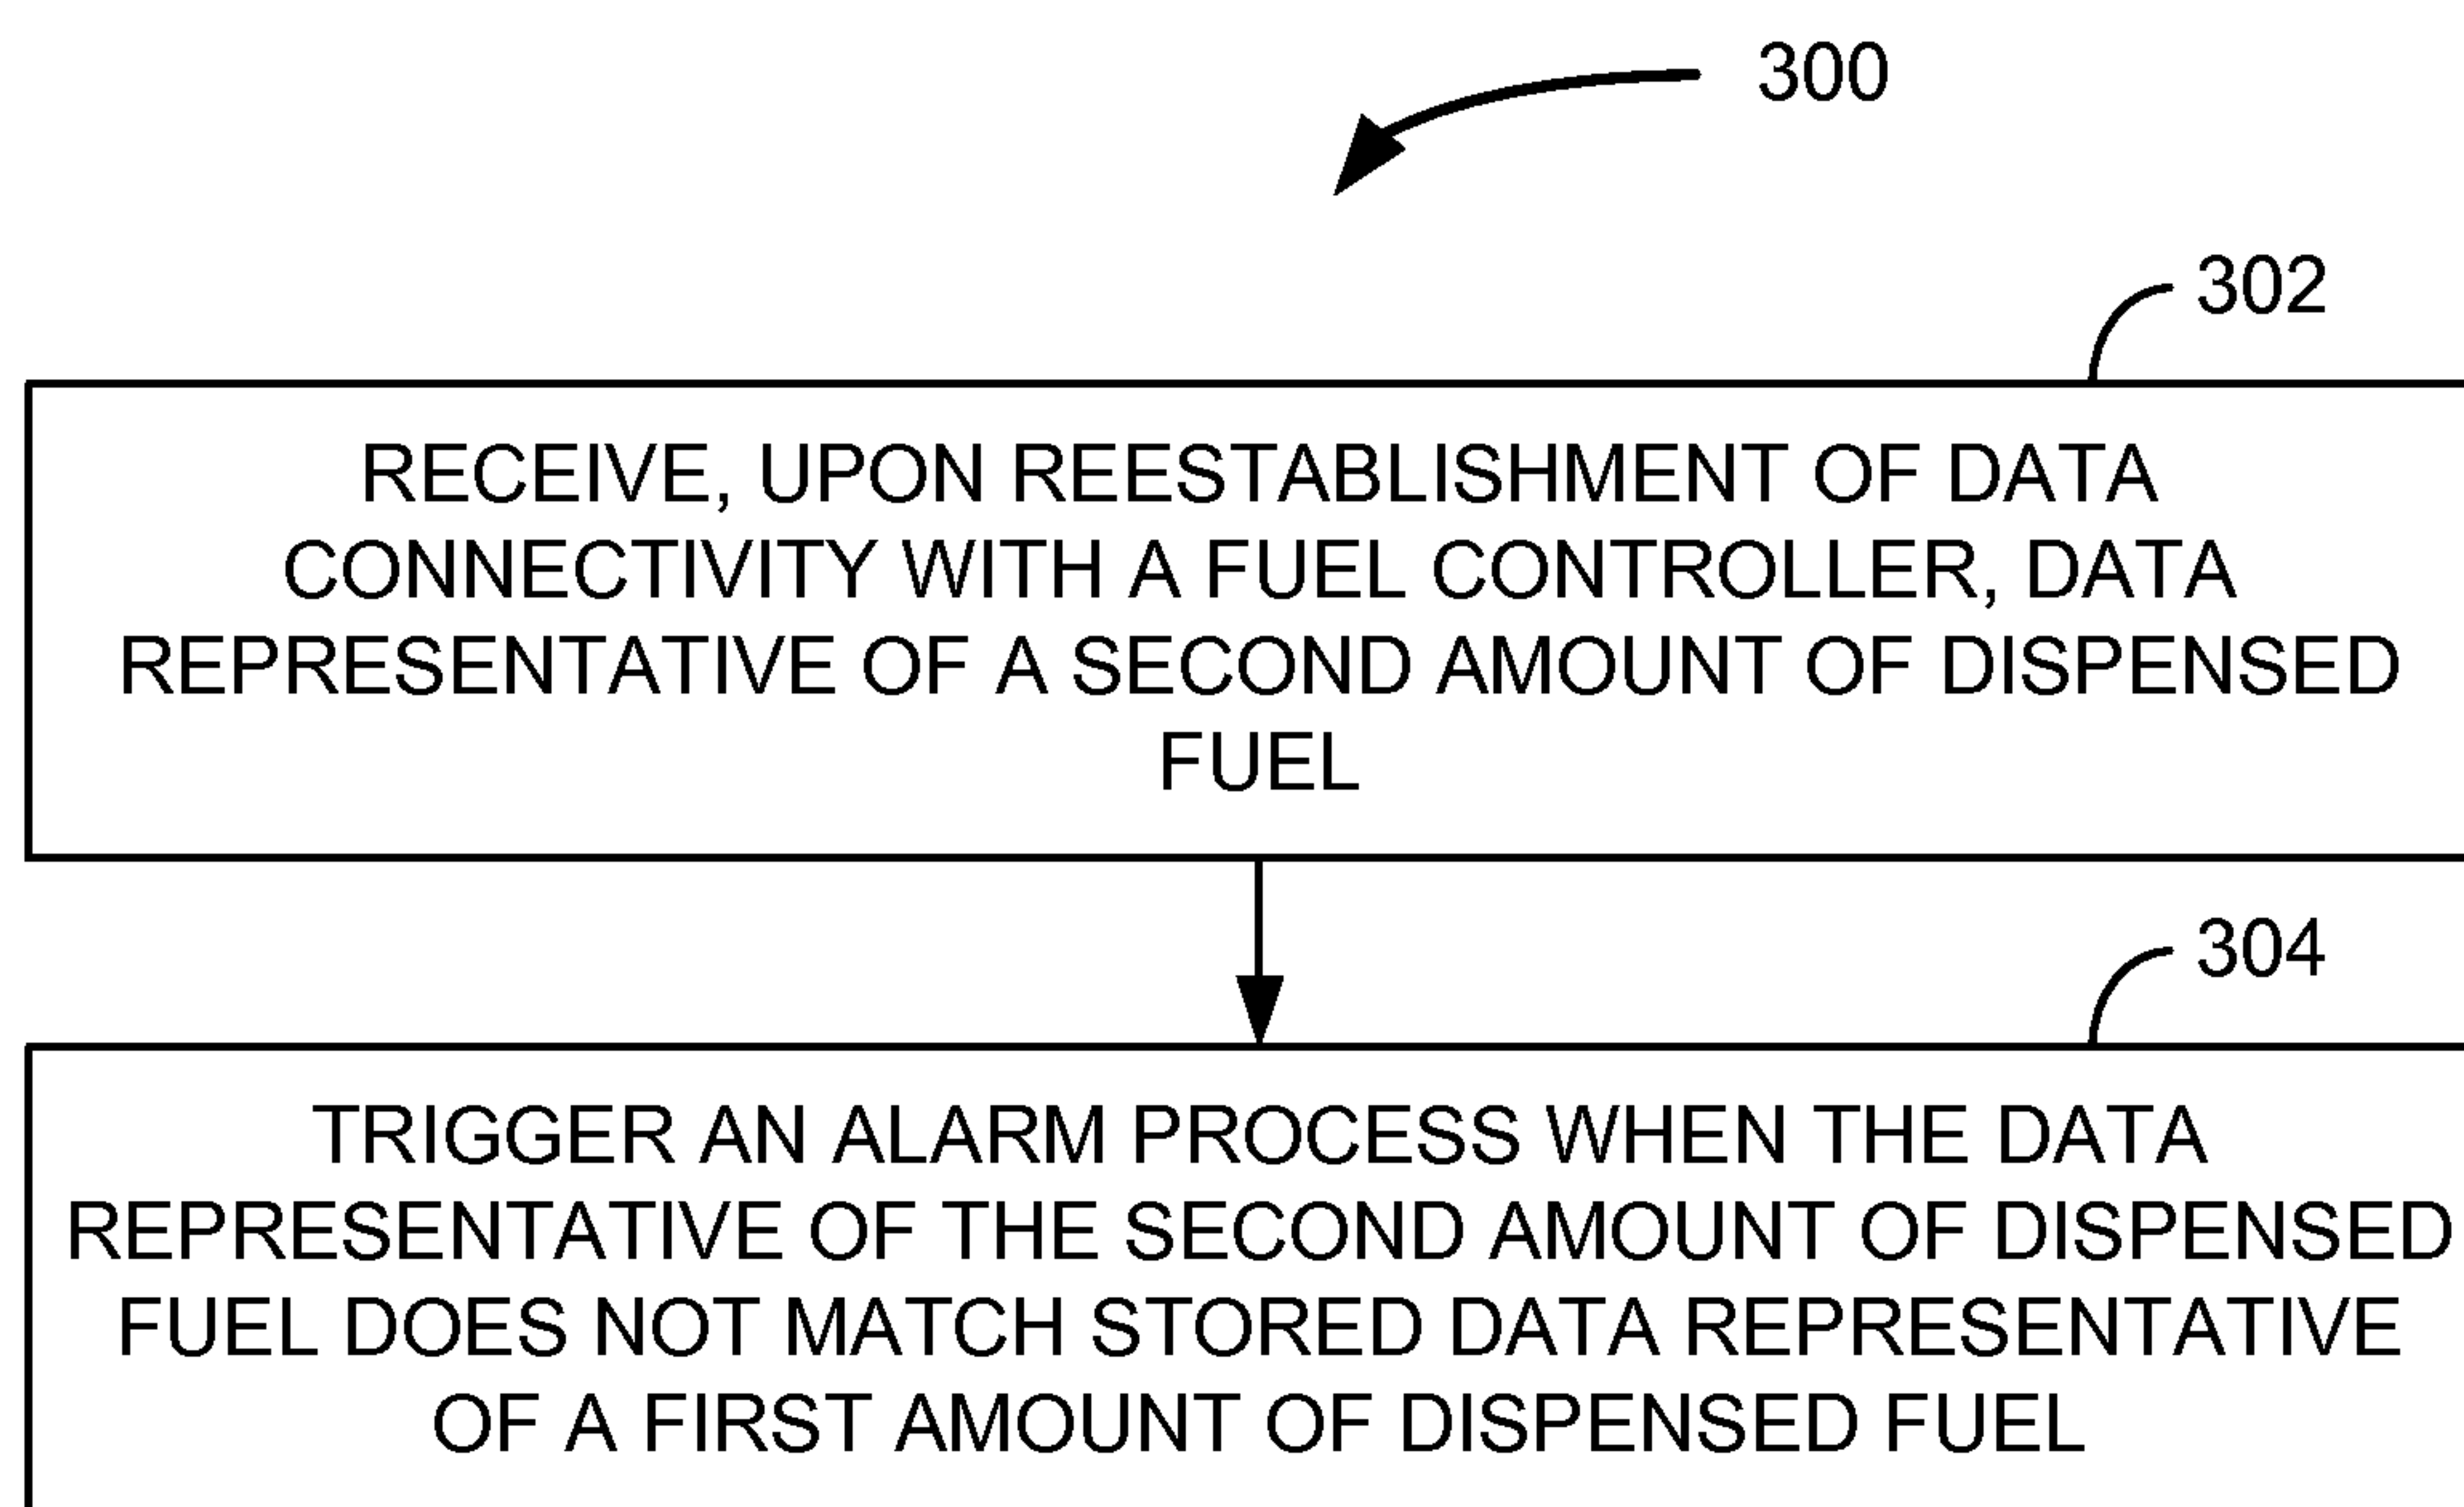 300
302
RECEIVE, UPON REESTABLISHMENT OF DATA
CONNECTIVITY WITH A FUEL CONTROLLER, DATA
REPRESENTATIVE OF A SECOND AMOUNT OF DISPENSED
FUEL
304
TRIGGER AN ALARM PROCESS WHEN THE DATA
REPRESENTATIVE OF THE SECOND AMOUNT OF DISPENSED
FUEL DOES NOT MATCH STORED DATA REPRESENTATIVE
OF A FIRST AMOUNT OF DISPENSED FUEL